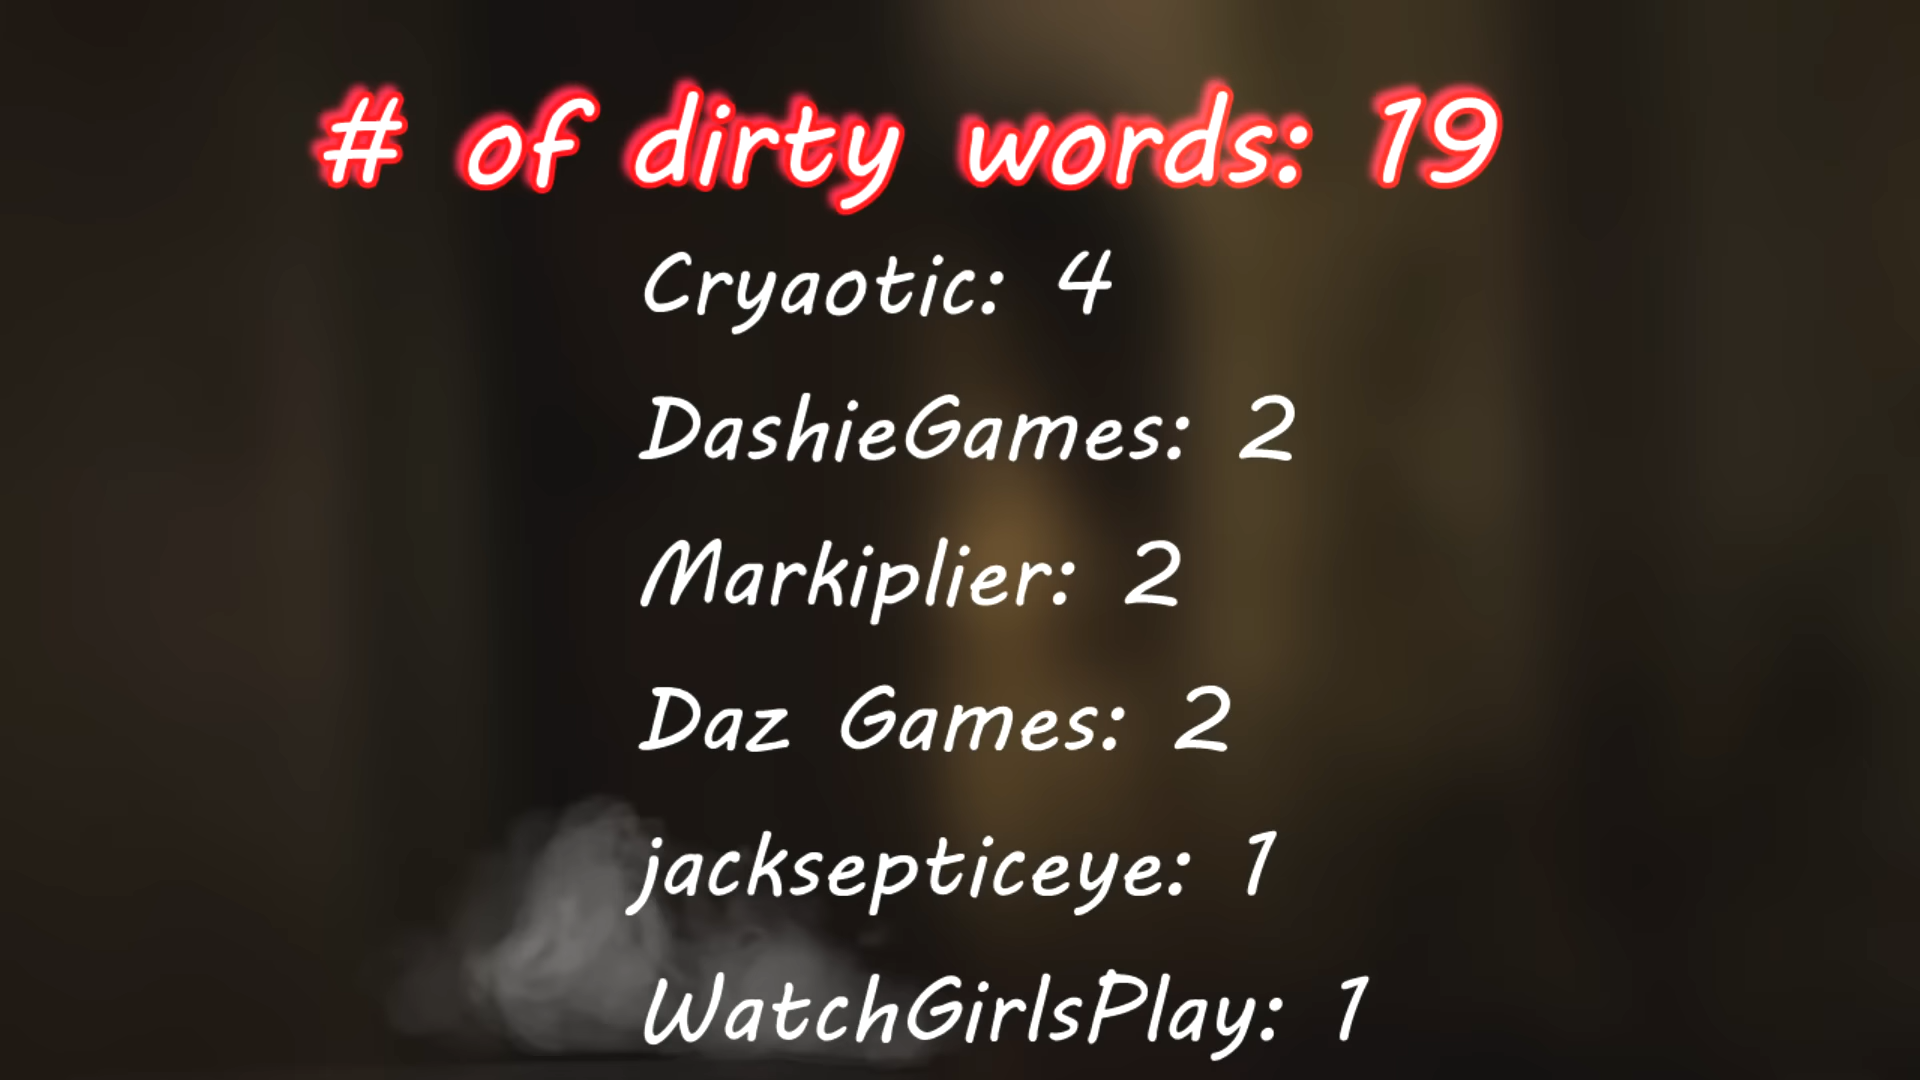 # of dirty words: 19
Cryaotic: 4
DashieGames: 2
Markiplier: 2
Daz Games: 2
jacksepticeye: 1
WatchGirlsPlay: 1